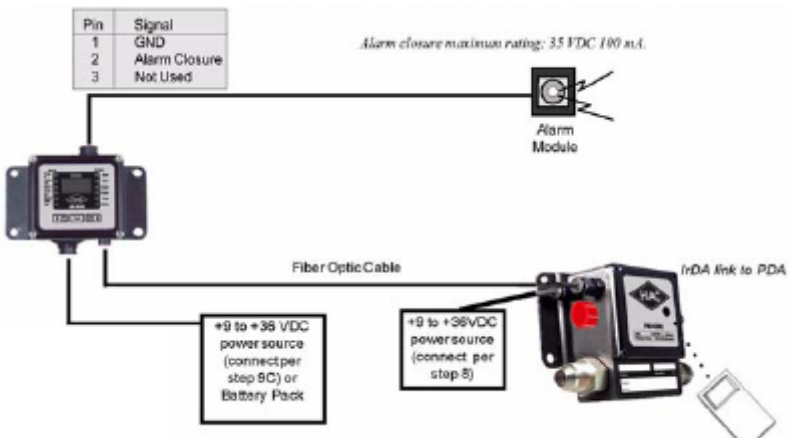 Pin Signal
1 GND
2 Alarm Closure
3 Not Used
Alarm closure maximum rating: 35 VDC 100 mA.
Alarm
Module
Fiber Optic Cable
IrDA link to PDA
+9 to +36 VDC
power source
(connect per
step 9C) or
Battery Pack
+9 to +36VDC
power source
(connect per
step 8)
HIAC